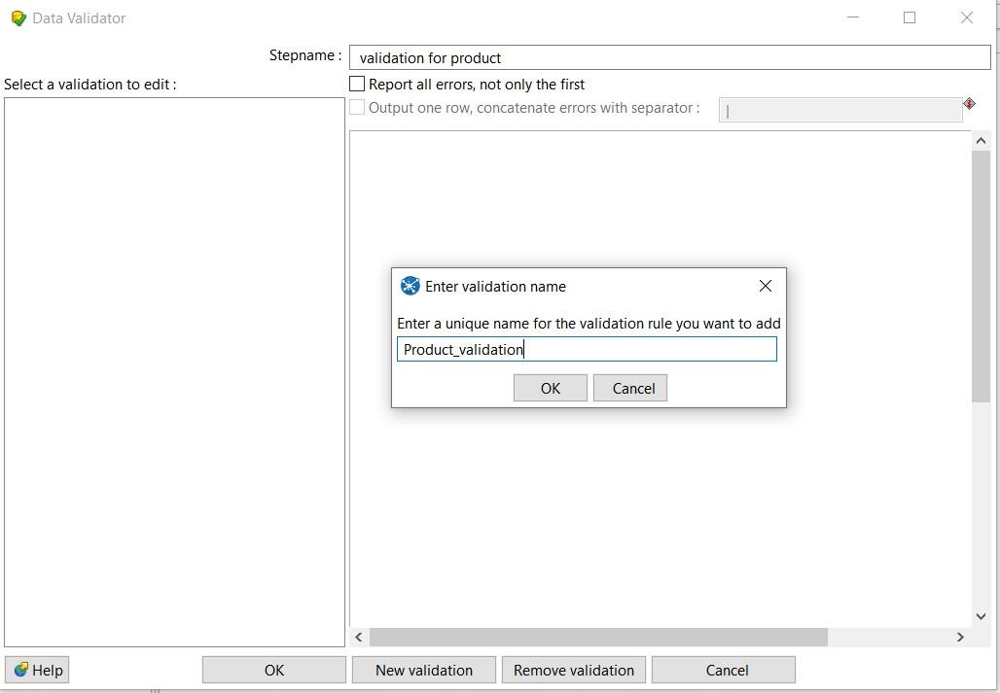 Data Validator
Stepname :
validation for product
Select a validation to edit :
Report all errors, not only the first
Output one row, concatenate errors with separator :
|
Enter validation name
Enter a unique name for the validation rule you want to add
Product_validation
OK
Cancel
Help
OK
New validation
Remove validation
Cancel